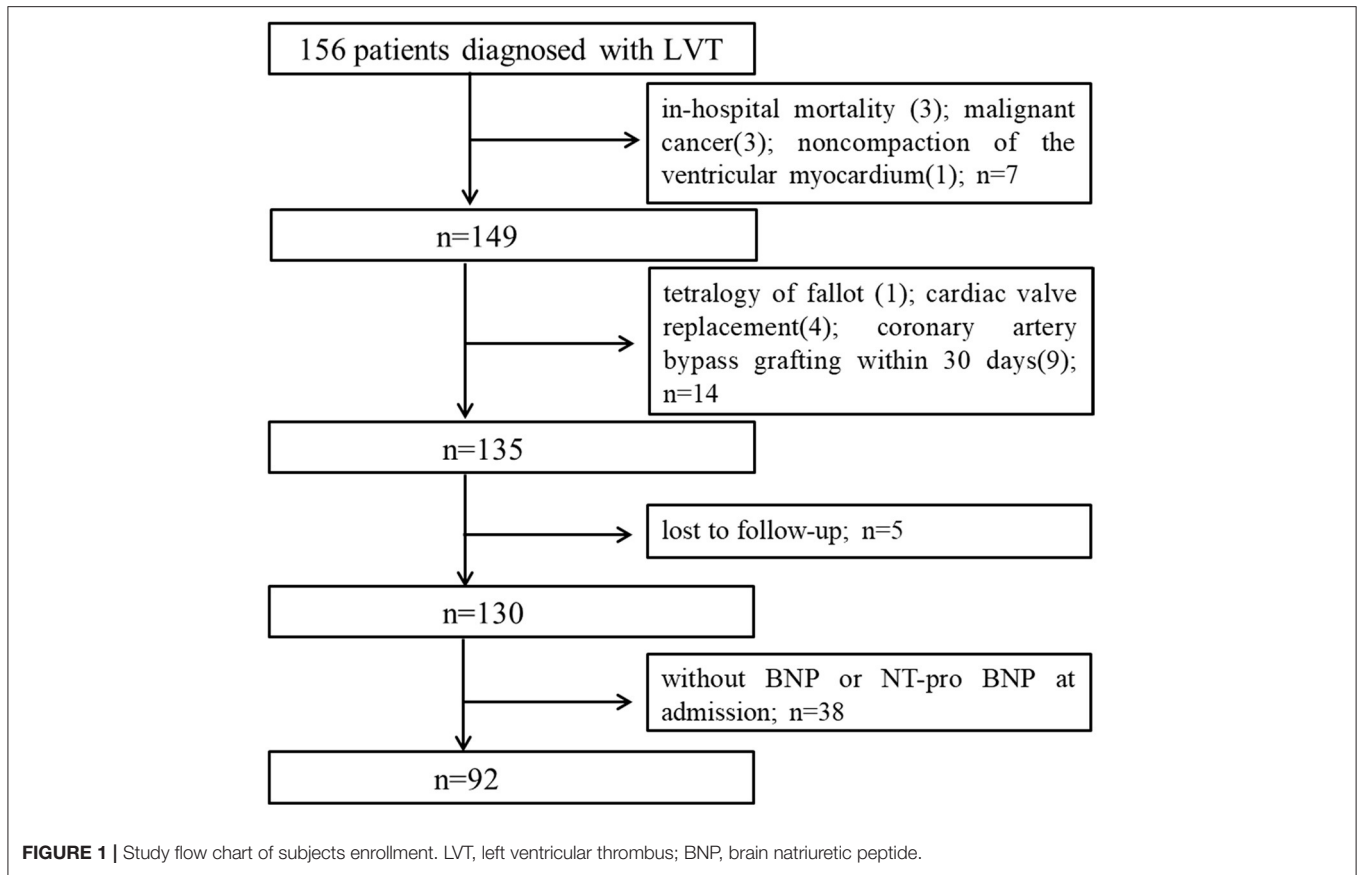 156 patients diagnosed with LVT
in-hospital mortality (3); malignant
cancer(3); noncompaction of the
ventricular myocardium(1); n=7
n=149
tetralogy of fallot (1); cardiac valve
replacement(4); coronary artery
bypass grafting within 30 days(9);
n=14
n=135
lost to follow-up; n=5
n=130
without BNP or NT-pro BNP at
admission; n=38
n=92
FIGURE 1 | Study flow chart of subjects enrollment. LVT, left ventricular thrombus; BNP, brain natriuretic peptide.